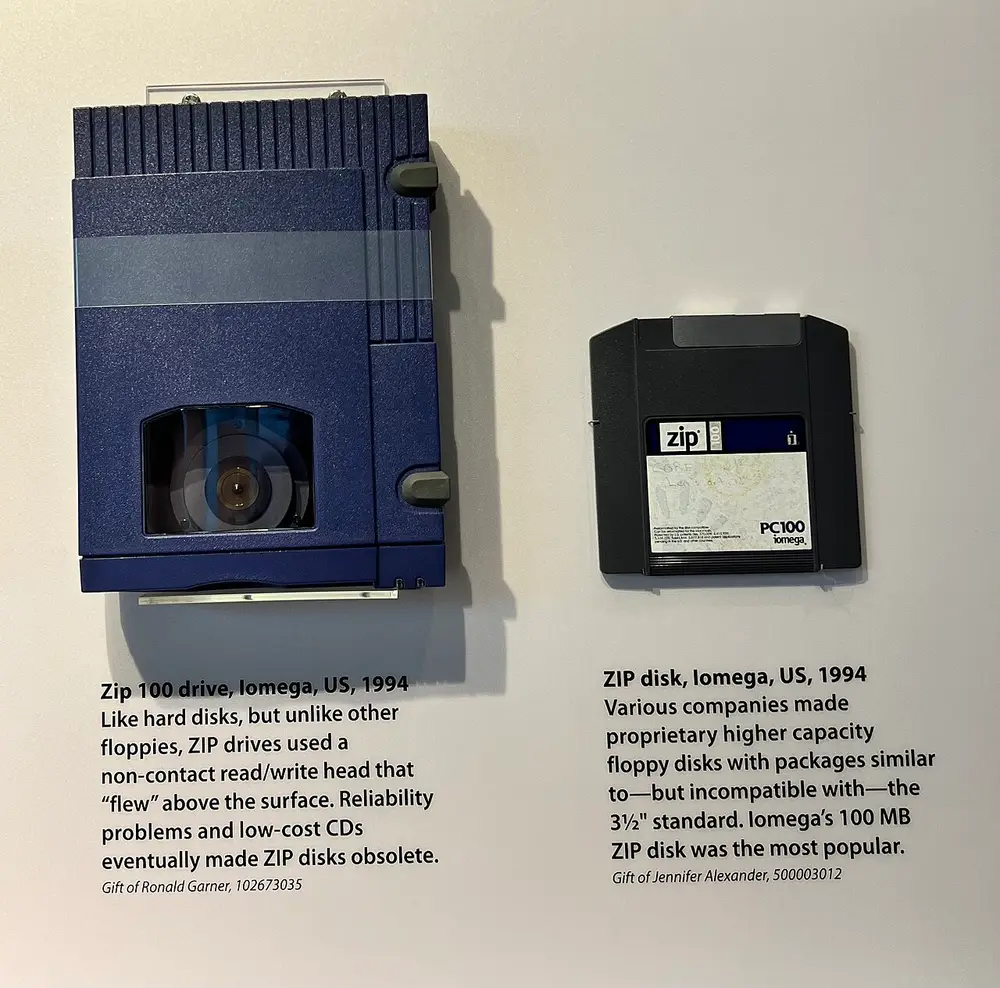 zip 100
PC100
iomega
Zip 100 drive, Iomega, US, 1994
Like hard disks, but unlike other
floppies, ZIP drives used a
non-contact read/write head that
“flew” above the surface. Reliability
problems and low-cost CDs
eventually made ZIP disks obsolete.
Gift of Ronald Garner, 102673035
ZIP disk, Iomega, US, 1994
Various companies made
proprietary higher capacity
floppy disks with packages similar
to—but incompatible with—the
3½" standard. Iomega’s 100 MB
ZIP disk was the most popular.
Gift of Jennifer Alexander, 500003012